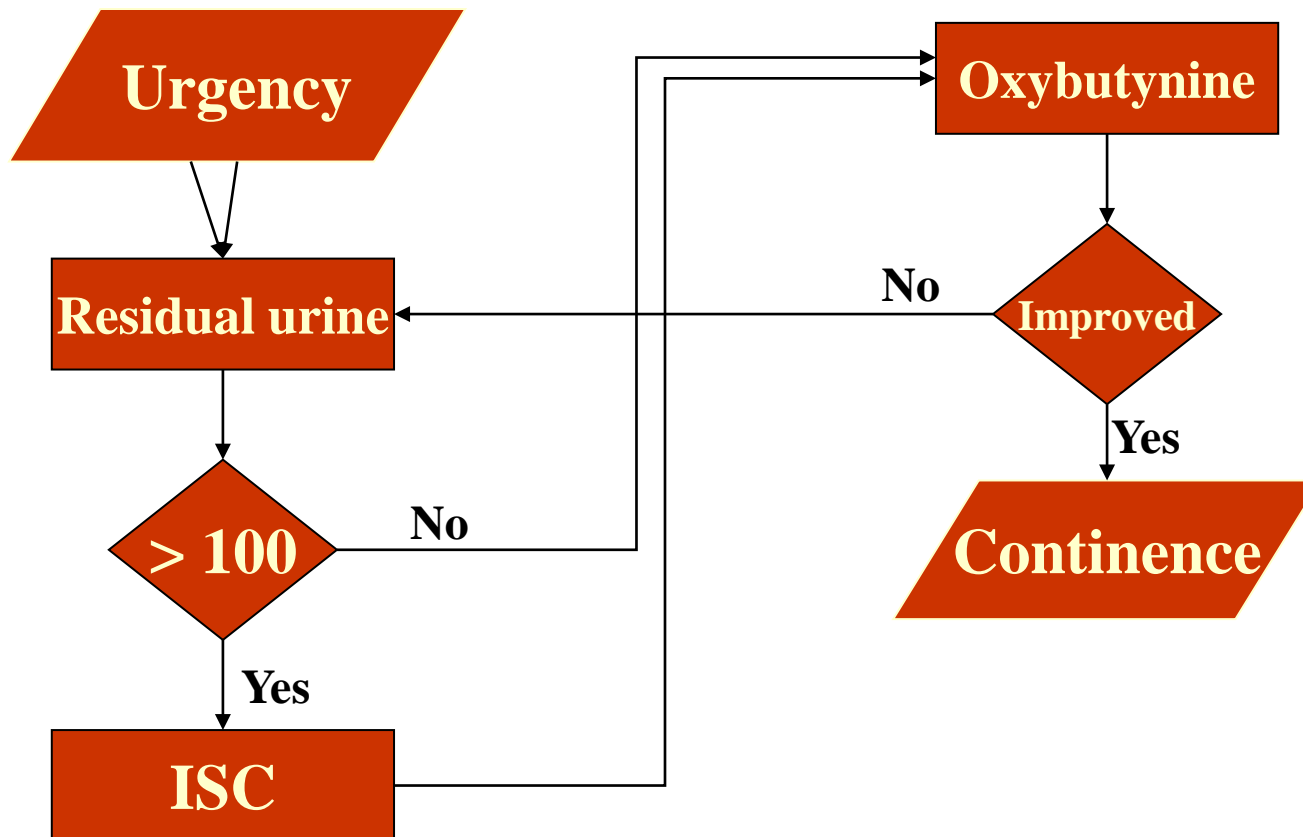 Urgency
Residual urine
> 100
No
Yes
ISC
Oxybutynine
Improved
No
Yes
Continence